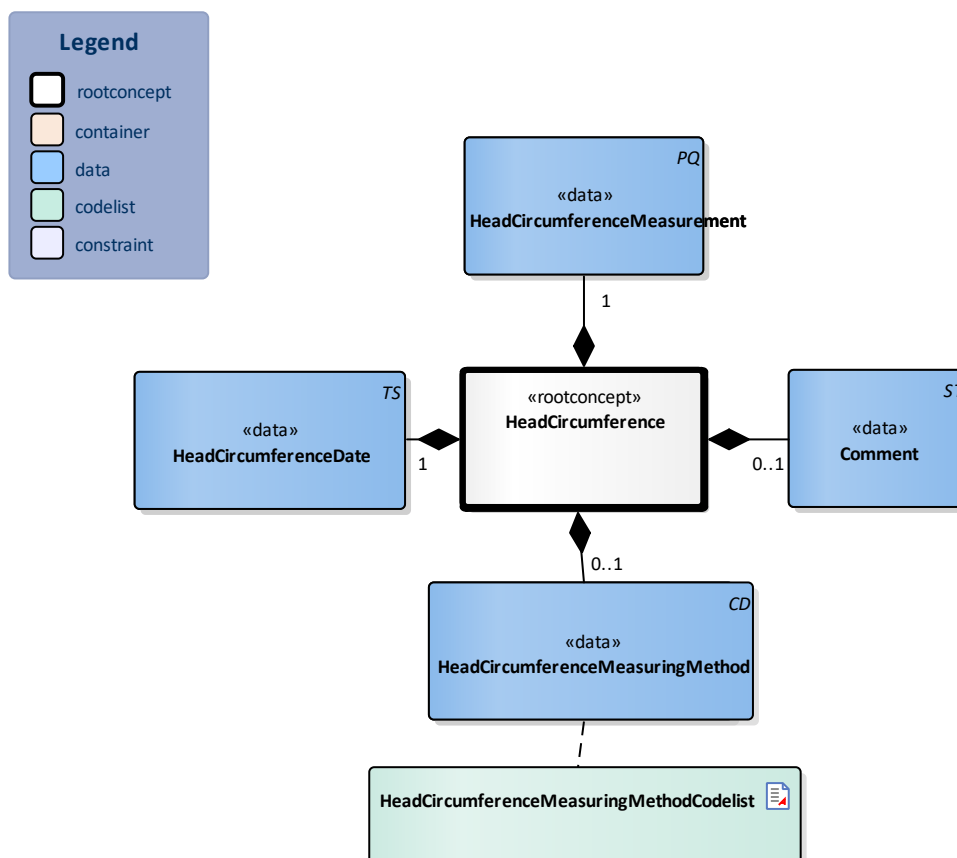 Legend
rootconcept
container
data
codelist
constraint
PQ
«data»
HeadCircumferenceMeasurement
1
TS
«data»
HeadCircumferenceDate
1
«rootconcept»
HeadCircumference
ST
«data»
Comment
0..1
0..1
CD
«data»
HeadCircumferenceMeasuringMethod
HeadCircumferenceMeasuringMethodCodelist